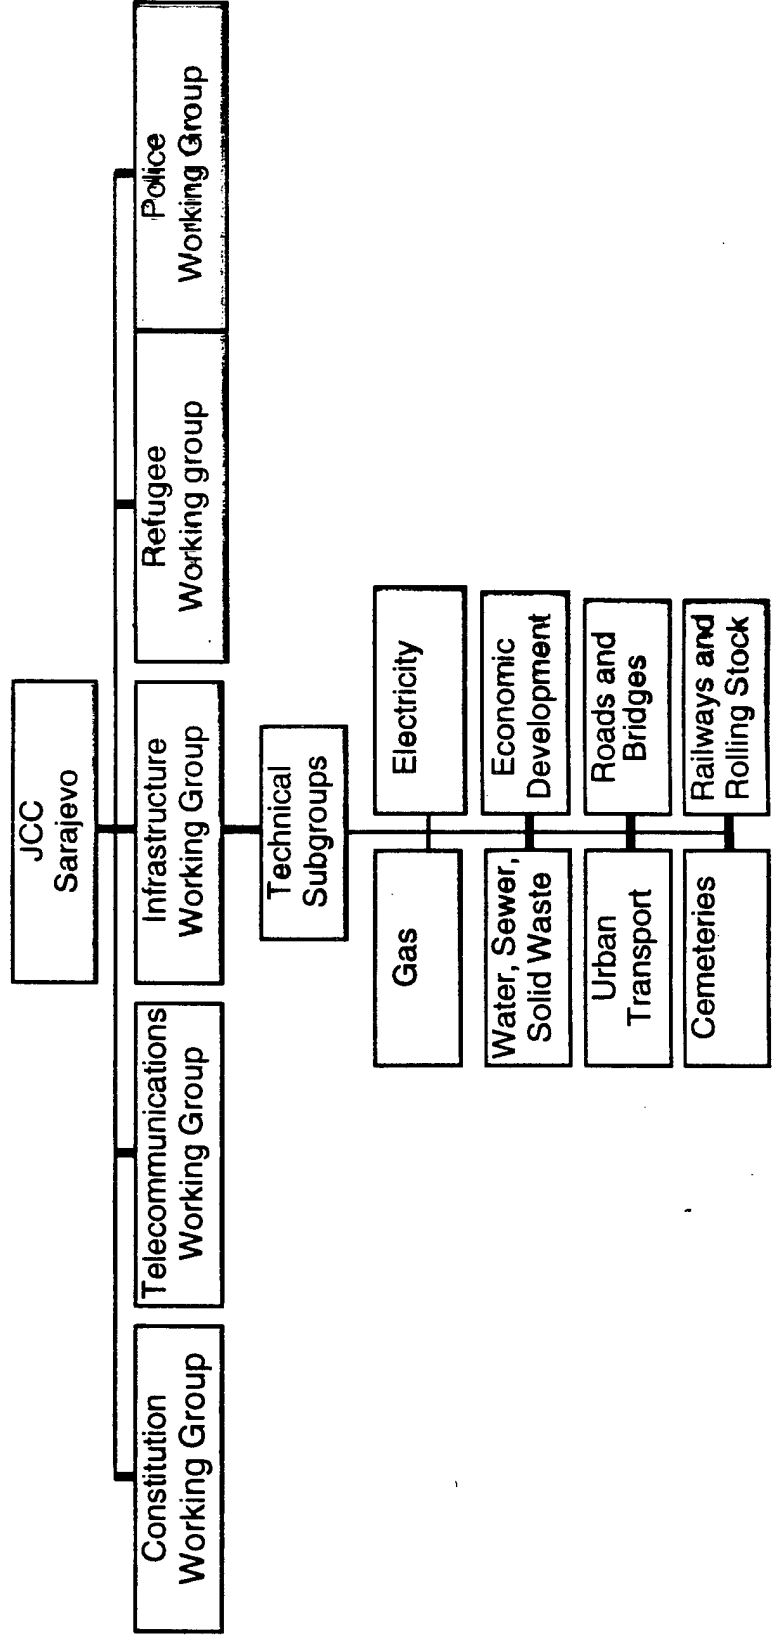 JCC
Sarajevo
Constitution
Working Group
Telecommunications
Working Group
Infrastructure
Working Group
Refugee
Working group
Police
Working Group
Technical
Subgroups
Gas
Electricity
Water, Sewer,
Solid Waste
Economic
Development
Urban
Transport
Roads and
Bridges
Cemeteries
Railways and
Rolling Stock